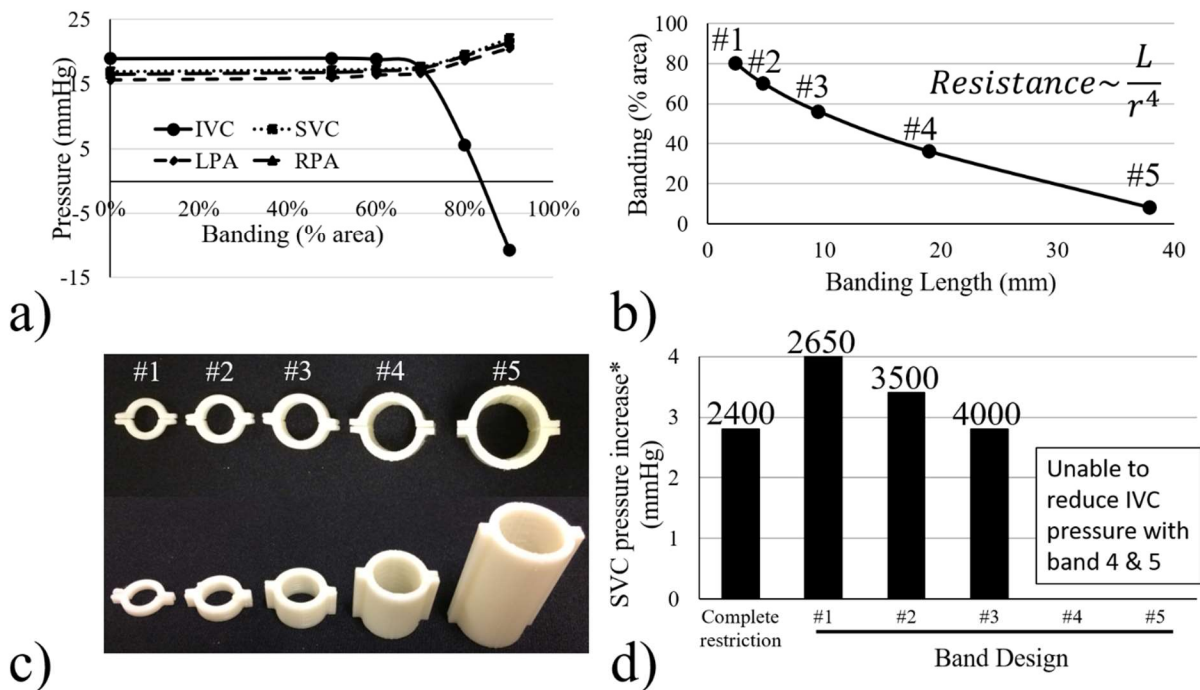 25
15
5
-5
-15
Pressure (mmHg)
IVC
SVC
LPA
RPA
0%
20%
40%
60%
80%
100%
Banding (% area)
a)
100
80
60
40
20
0
Banding (% area)
#1
#2
#3
#4
#5
Resistance~ L/r⁴
0
10
20
30
40
Banding Length (mm)
b)
#1
#2
#3
#4
#5
c)
4
3
2
1
0
SVC pressure increase*
(mmHg)
2400
2650
3500
4000
Unable to
reduce IVC
pressure with
band 4 & 5
Complete
restriction
#1
#2
#3
#4
#5
Band Design
d)